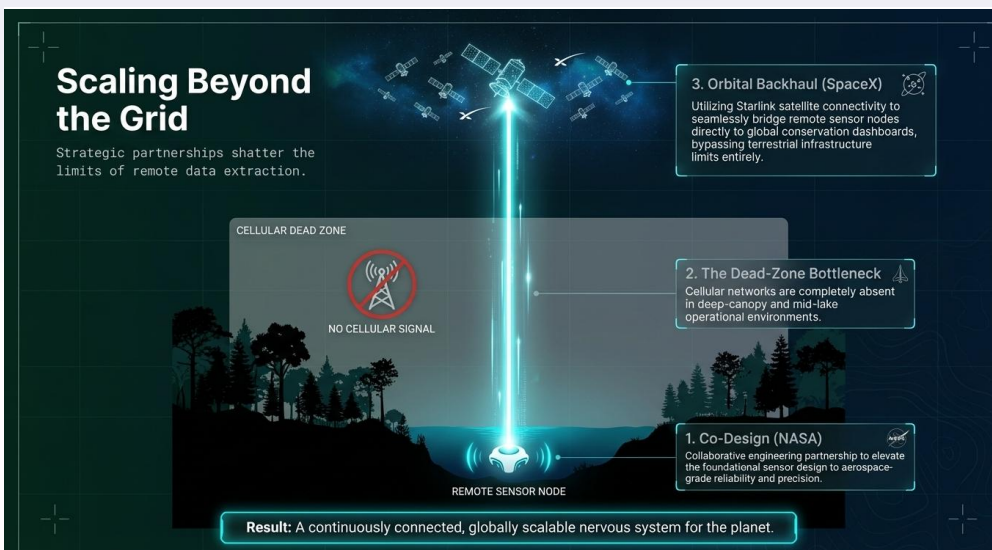 Scaling Beyond
the Grid
Strategic partnerships shatter the
limits of remote data extraction.
3. Orbital Backhaul (SpaceX)
Utilizing Starlink satellite connectivity to
seamlessly bridge remote sensor nodes
directly to global conservation dashboards,
bypassing terrestrial infrastructure
limits entirely.
CELLULAR DEAD ZONE
NO CELLULAR SIGNAL
2. The Dead-Zone Bottleneck
Cellular networks are completely absent
in deep-canopy and mid-lake
operational environments.
1. Co-Design (NASA)
Collaborative engineering partnership to elevate
the foundational sensor design to aerospace-
grade reliability and precision.
REMOTE SENSOR NODE
Result: A continuously connected, globally scalable nervous system for the planet.